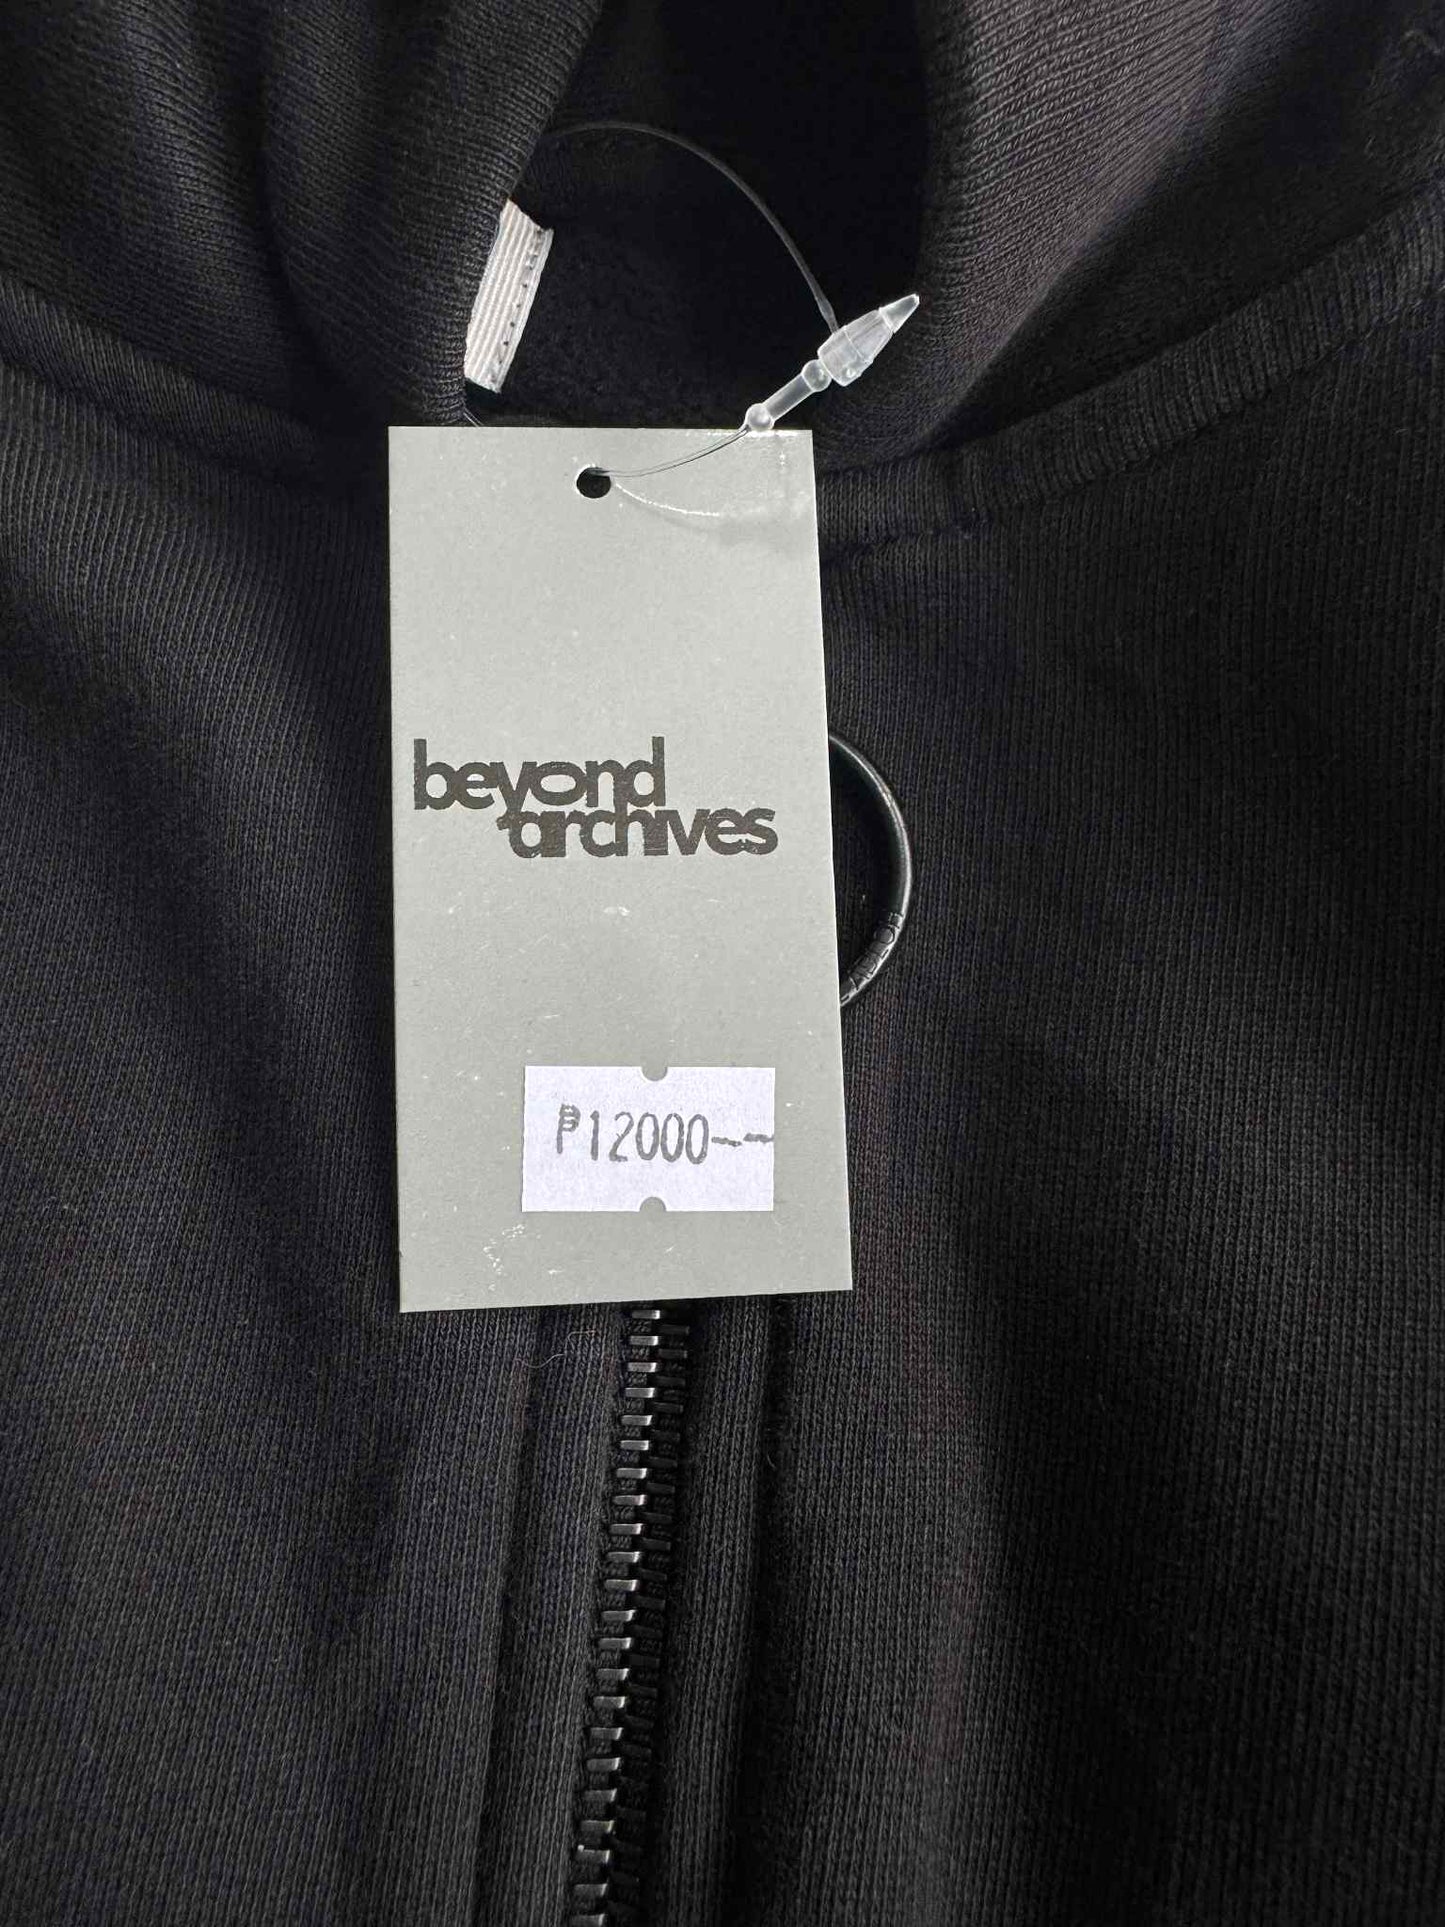 beyond
archives
₱12000--